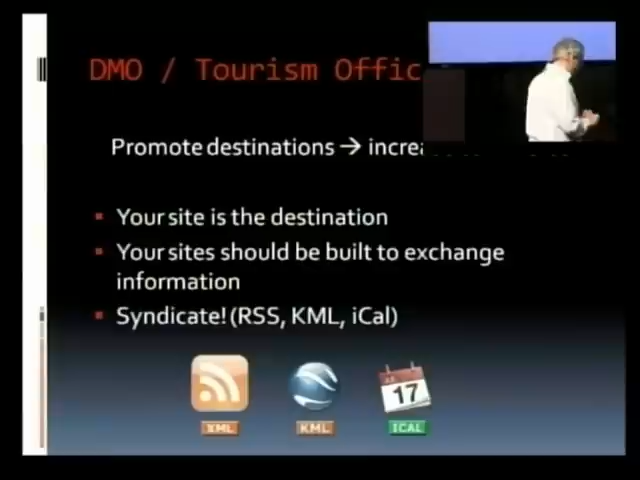 DMO / Tourism Offic
Promote destinations → increa
Your site is the destination
Your sites should be built to exchange
information
Syndicate! (RSS, KML, iCal)
17
XML
KML
ICAL